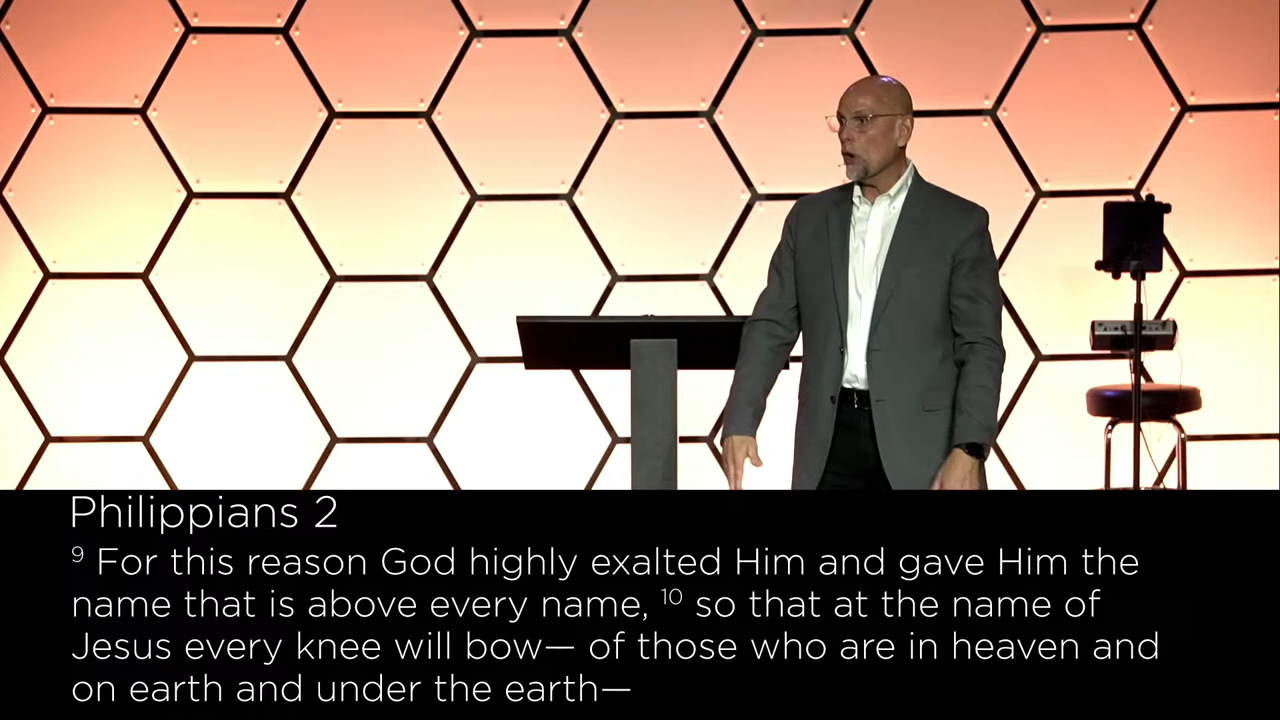 Philippians 2
⁹ For this reason God highly exalted Him and gave Him the
name that is above every name, ¹⁰ so that at the name of
Jesus every knee will bow— of those who are in heaven and
on earth and under the earth—